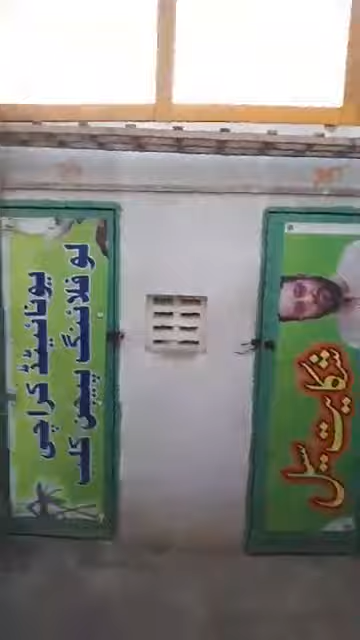 یونائیٹڈ کراچی
لو فلائنگ پیجن کلب
شکایت سیل